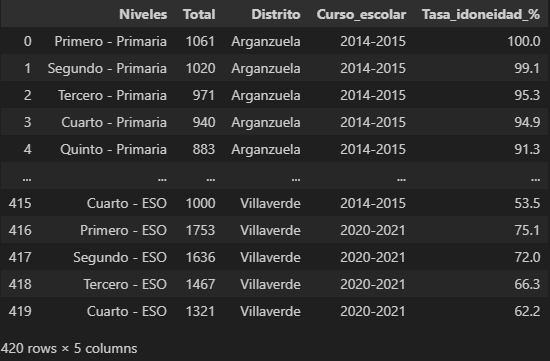 Niveles Total Distrito Curso_escolar Tasa_idoneidad_%
0 Primero - Primaria 1061 Arganzuela 2014-2015 100.0
1 Segundo - Primaria 1020 Arganzuela 2014-2015 99.1
2 Tercero - Primaria 971 Arganzuela 2014-2015 95.3
3 Cuarto - Primaria 940 Arganzuela 2014-2015 94.9
4 Quinto - Primaria 883 Arganzuela 2014-2015 91.3
... ... ... ... ... ...
415 Cuarto - ESO 1000 Villaverde 2014-2015 53.5
416 Primero - ESO 1753 Villaverde 2020-2021 75.1
417 Segundo - ESO 1636 Villaverde 2020-2021 72.0
418 Tercero - ESO 1467 Villaverde 2020-2021 66.3
419 Cuarto - ESO 1321 Villaverde 2020-2021 62.2
420 rows × 5 columns